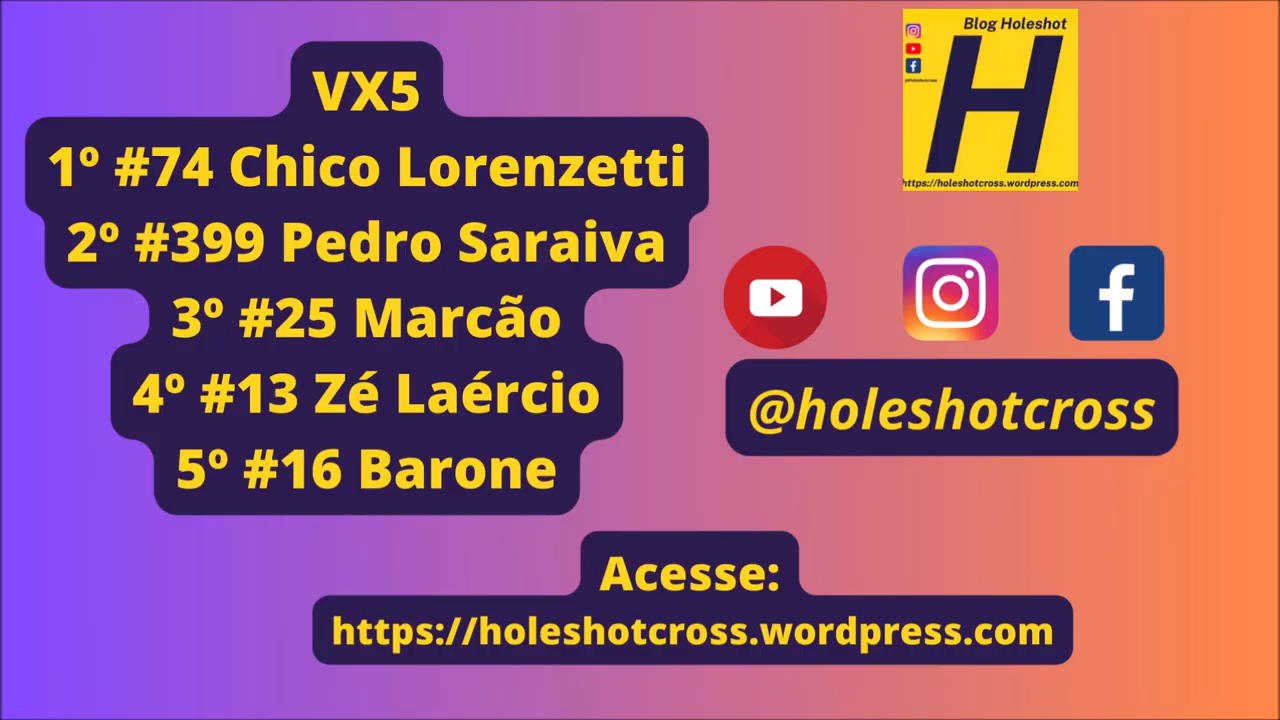 VX5
1º #74 Chico Lorenzetti
2º #399 Pedro Saraiva
3º #25 Marcão
4º #13 Zé Laércio
5º #16 Barone
Blog Holeshot
@holeshotcross
H
https://holeshotcross.wordpress.com
@holeshotcross
Acesse:
https://holeshotcross.wordpress.com